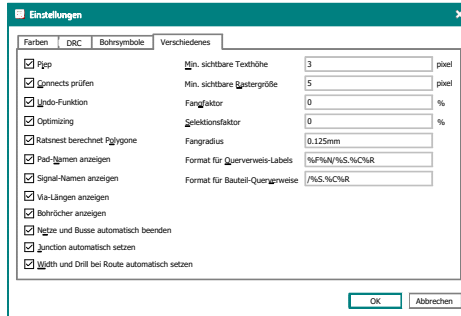 Einstellungen
Farben DRC Bohrsymbole Verschiedenes
Piep Min. sichtbare Texthöhe 3 pixel
Connects prüfen Min. sichtbare Rastergröße 5 pixel
Undo-Funktion Fangfaktor 0 %
Optimizing Selektionsfaktor 0 %
Ratsnest berechnet Polygone Fangradius 0.125mm
Pad-Namen anzeigen Format für Querverweis-Labels %F%N/%S.%C%R
Signal-Namen anzeigen Format für Bauteil-Querverweise /%S.%C%R
Via-Längen anzeigen
Bohröcher anzeigen
Netze und Busse automatisch beenden
Junction automatisch setzen
Width und Drill bei Route automatisch setzen
OK Abbrechen